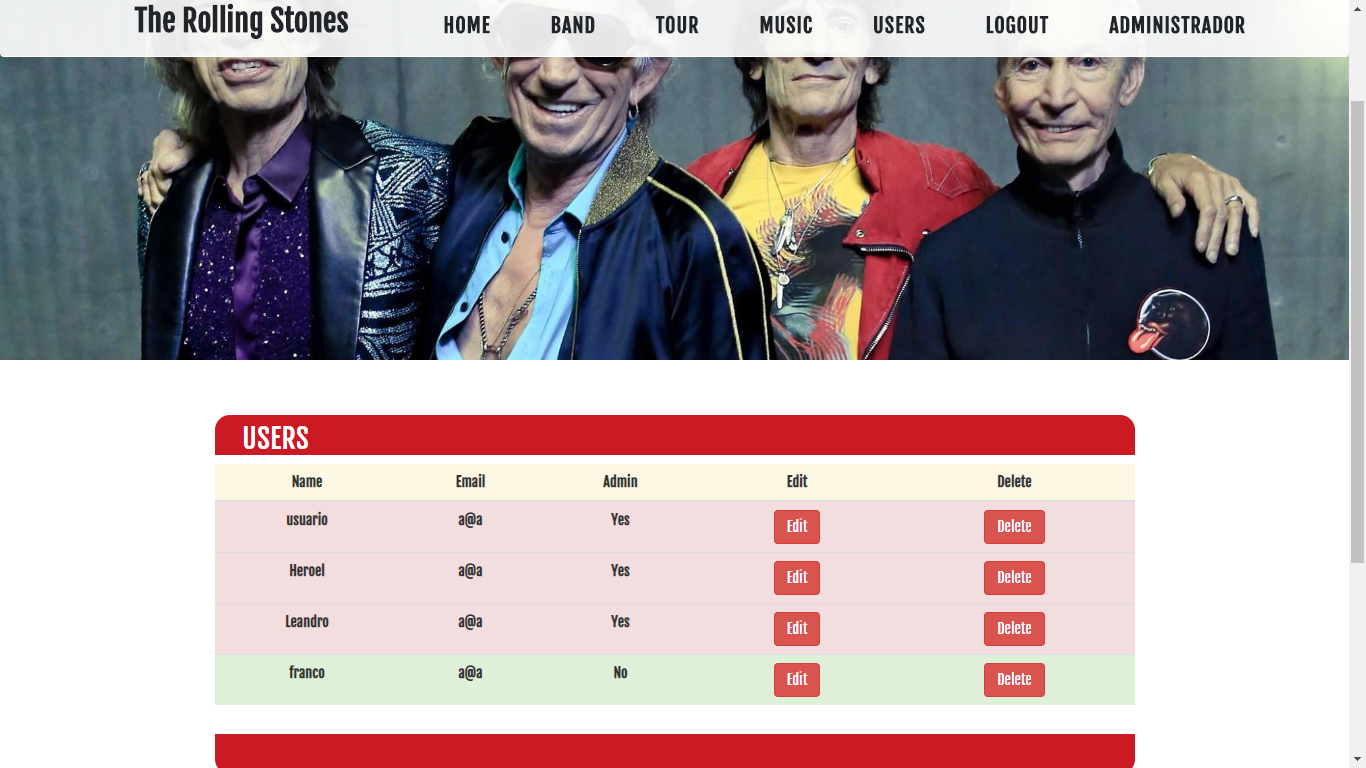 The Rolling Stones HOME BAND TOUR MUSIC USERS LOGOUT ADMINISTRADOR
USERS
Name Email Admin Edit Delete
usuario a@a Yes Edit Delete
Heroel a@a Yes Edit Delete
Leandro a@a Yes Edit Delete
franco a@a No Edit Delete